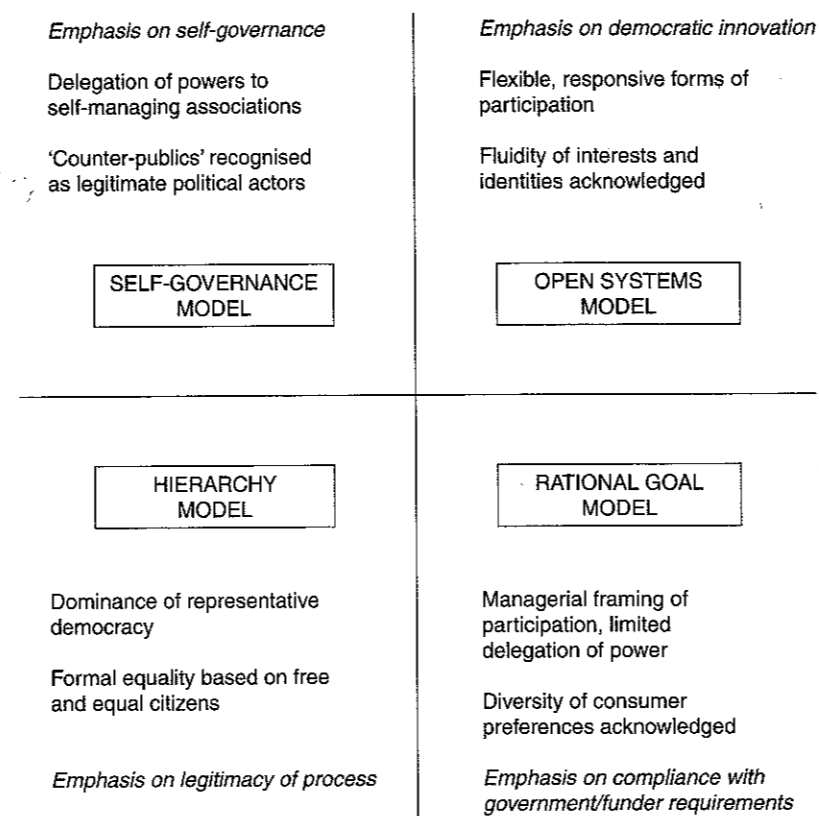 Emphasis on self-governance
Delegation of powers to
self-managing associations
'Counter-publics' recognised
as legitimate political actors
SELF-GOVERNANCE
MODEL
Emphasis on democratic innovation
Flexible, responsive forms of
participation
Fluidity of interests and
identities acknowledged
OPEN SYSTEMS
MODEL
HIERARCHY
MODEL
Dominance of representative
democracy
Formal equality based on free
and equal citizens
Emphasis on legitimacy of process
RATIONAL GOAL
MODEL
Managerial framing of
participation, limited
delegation of power
Diversity of consumer
preferences acknowledged
Emphasis on compliance with
government/funder requirements